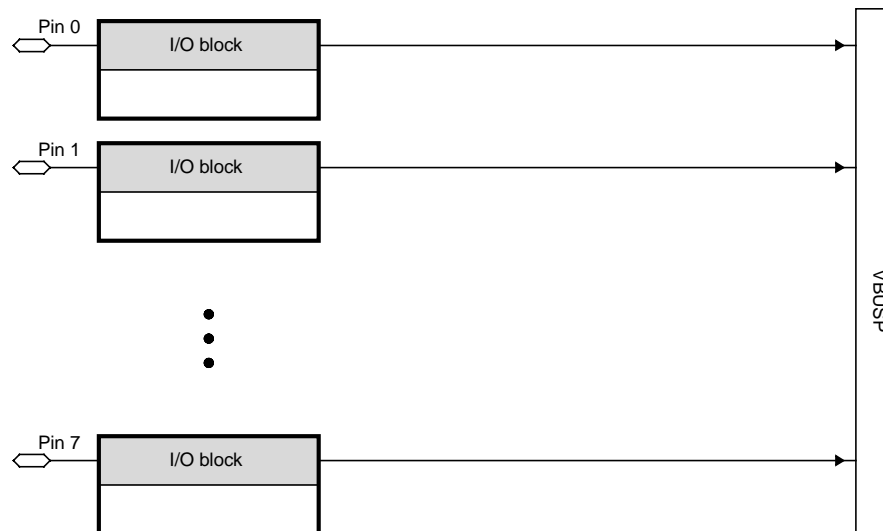 Pin 0
I/O block
Pin 1
I/O block
VBUSP
Pin 7
I/O block